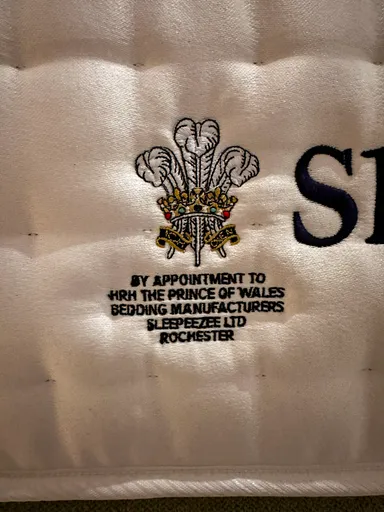 BY APPOINTMENT TO
HRH THE PRINCE OF WALES
BEDDING MANUFACTURERS
SLEEPEEZEE LTD
ROCHESTER